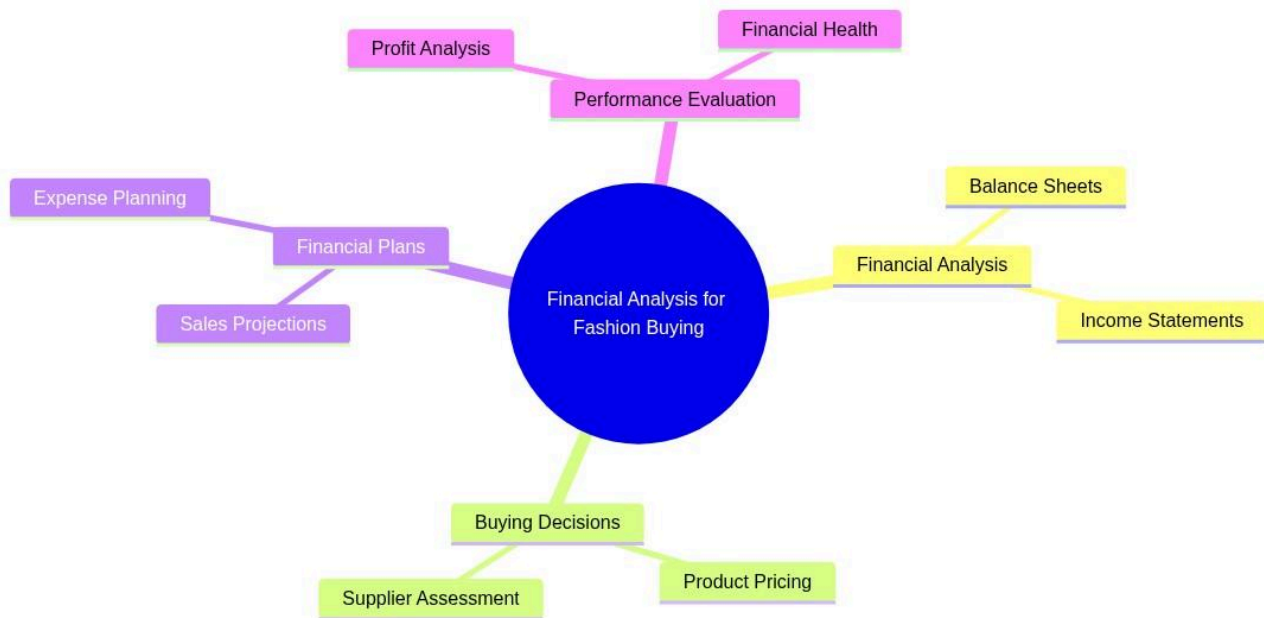 Financial Health
Profit Analysis
Performance Evaluation
Balance Sheets
Expense Planning
Financial Plans
Financial Analysis
Financial Analysis for
Fashion Buying
Sales Projections
Income Statements
Buying Decisions
Product Pricing
Supplier Assessment